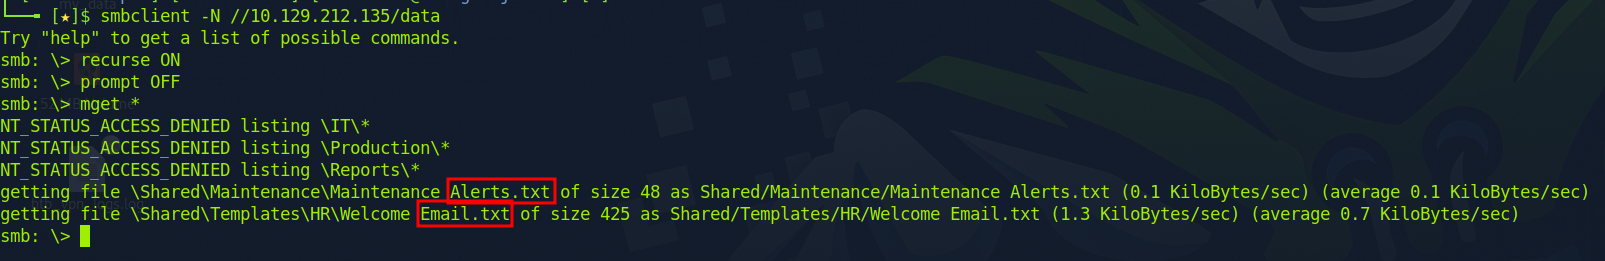 └──╼ [★]$ smbclient -N //10.129.212.135/data
Try "help" to get a list of possible commands.
smb: \> recurse ON
smb: \> prompt OFF
smb: \> mget *
NT_STATUS_ACCESS_DENIED listing \IT\*
NT_STATUS_ACCESS_DENIED listing \Production\*
NT_STATUS_ACCESS_DENIED listing \Reports\*
getting file \Shared\Maintenance\Maintenance Alerts.txt of size 48 as Shared/Maintenance/Maintenance Alerts.txt (0.1 KiloBytes/sec) (average 0.1 KiloBytes/sec)
getting file \Shared\Templates\HR\Welcome Email.txt of size 425 as Shared/Templates/HR/Welcome Email.txt (1.3 KiloBytes/sec) (average 0.7 KiloBytes/sec)
smb: \>